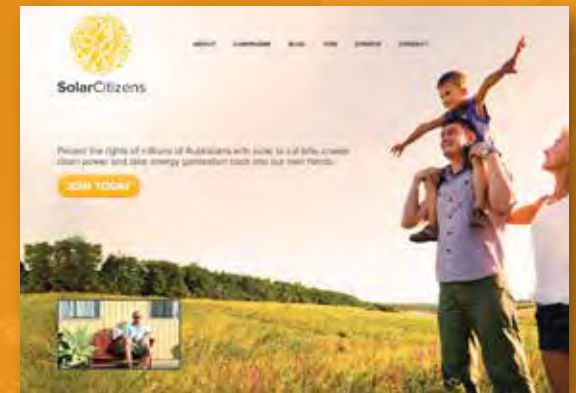 SolarCitizens
ABOUT CAMPAIGNS BLOG FAQ DONATE CONTACT
Protect the rights of millions of Australians with solar to cut bills, create
clean power and take energy generation back into our own hands.
JOIN TODAY